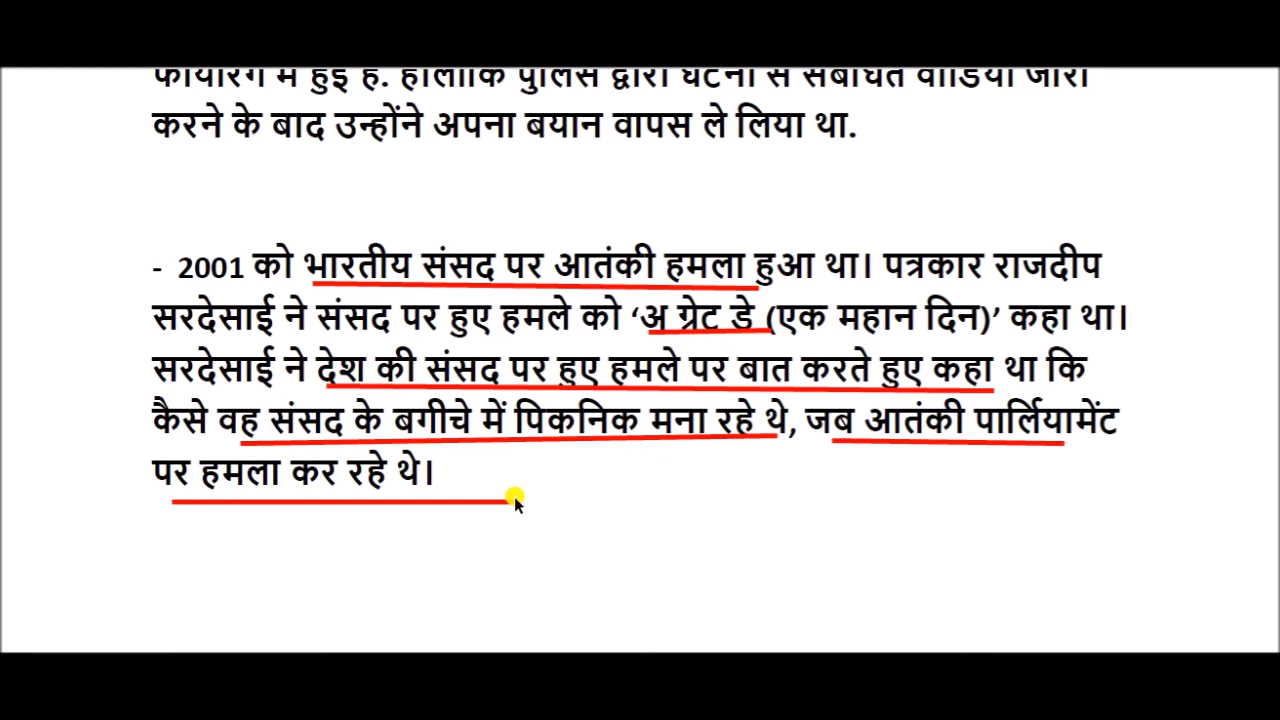 फायरिंग में हुई है. हालांकि पुलिस द्वारा घटना से संबंधित वीडियो जारी
करने के बाद उन्होंने अपना बयान वापस ले लिया था.
- 2001 को भारतीय संसद पर आतंकी हमला हुआ था। पत्रकार राजदीप
सरदेसाई ने संसद पर हुए हमले को ‘अ ग्रेट डे (एक महान दिन)’ कहा था।
सरदेसाई ने देश की संसद पर हुए हमले पर बात करते हुए कहा था कि
कैसे वह संसद के बगीचे में पिकनिक मना रहे थे, जब आतंकी पार्लियामेंट
पर हमला कर रहे थे।